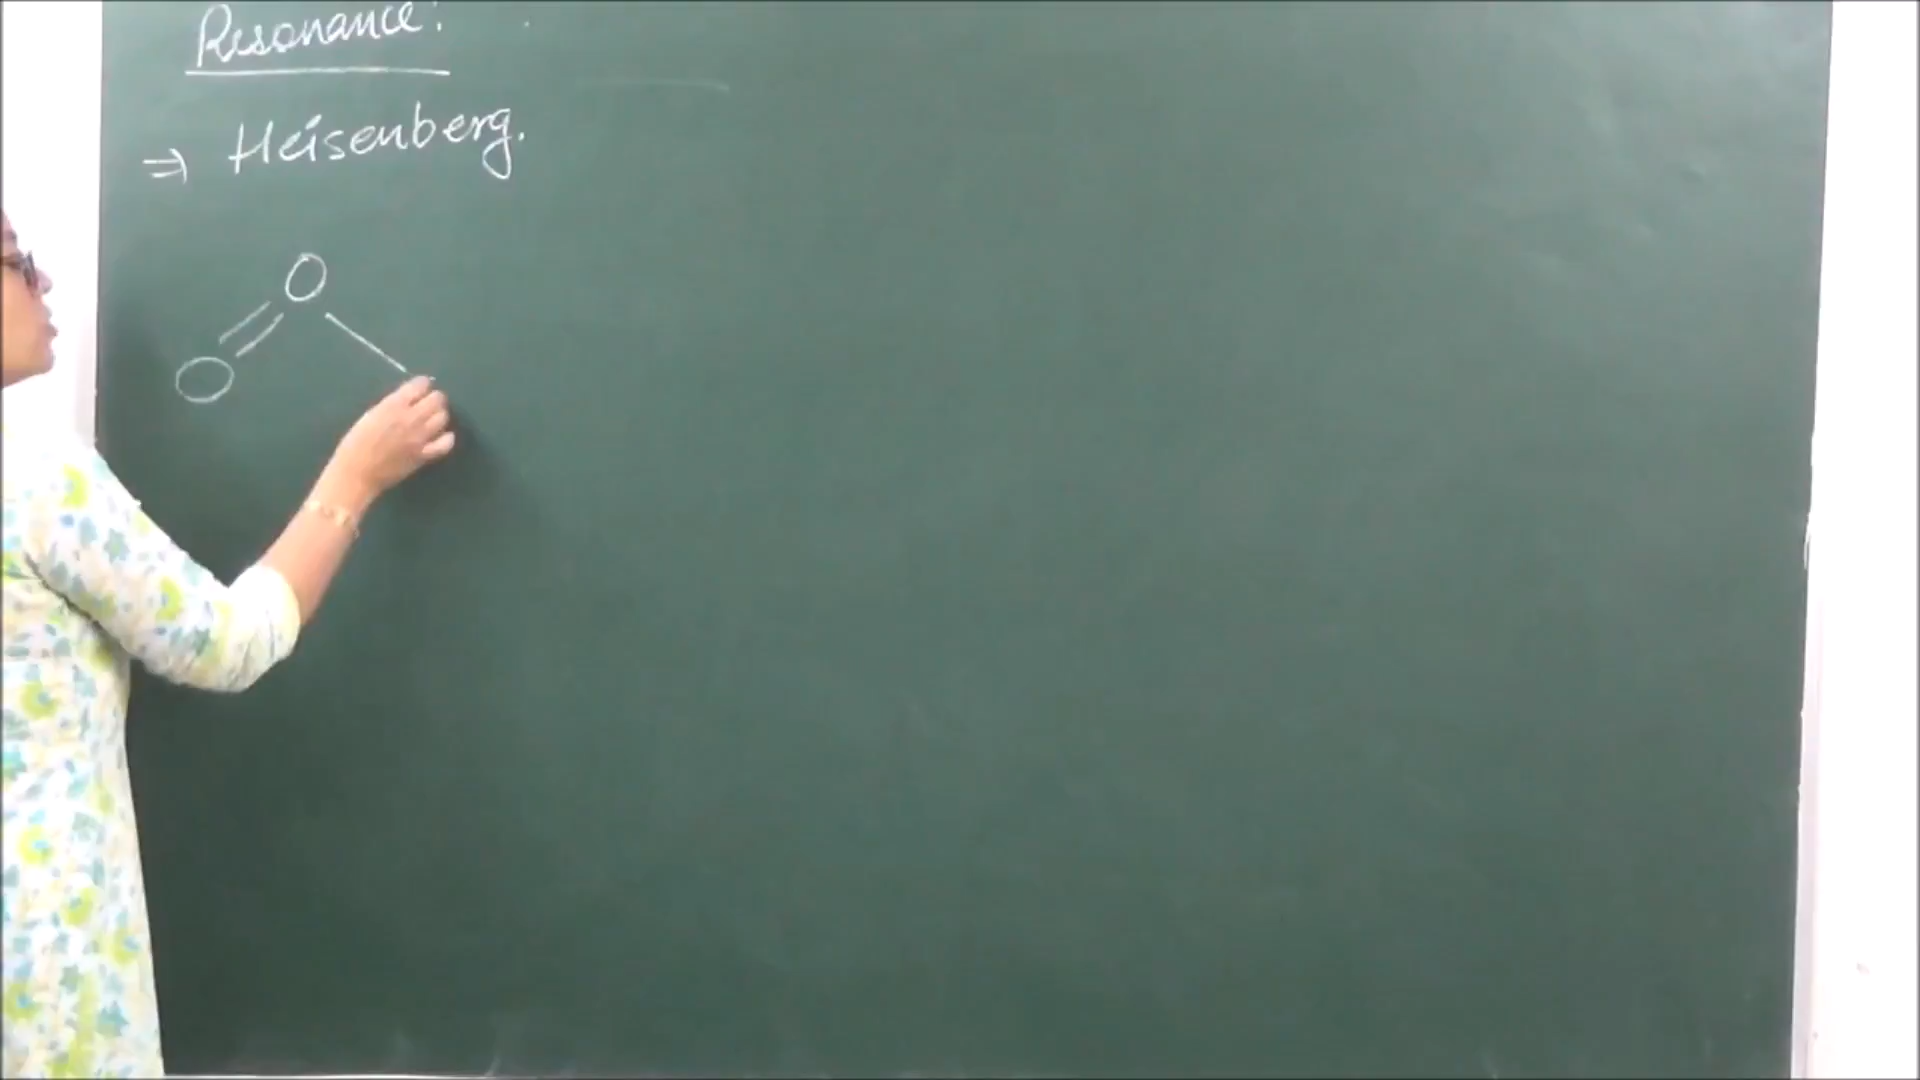 Resonance:
⇒ Heisenberg.
O
O